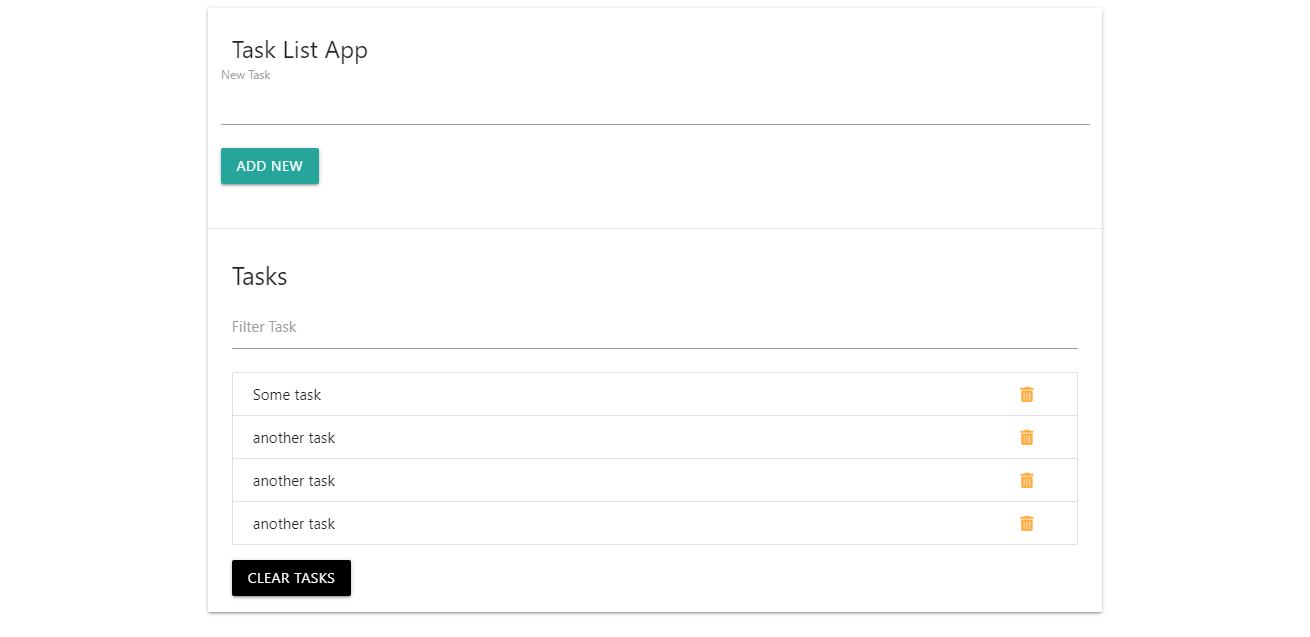 Task List App
New Task
ADD NEW
Tasks
Filter Task
Some task
another task
another task
another task
CLEAR TASKS